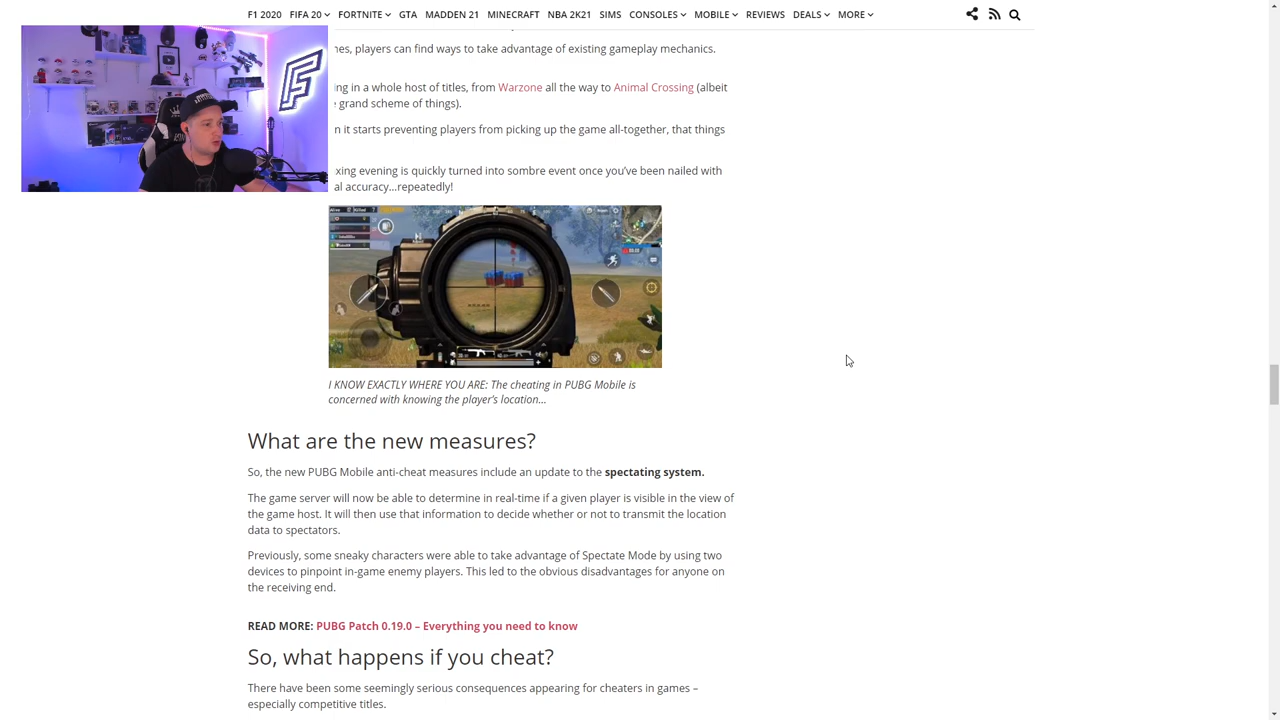 F1 2020 FIFA 20 FORTNITE GTA MADDEN 21 MINECRAFT NBA 2K21 SIMS CONSOLES MOBILE REVIEWS DEALS MORE
players can find ways to take advantage of existing gameplay mechanics.
ing in a whole host of titles, from Warzone all the way to Animal Crossing (albeit
grand scheme of things).
n it starts preventing players from picking up the game all-together, that things
xing evening is quickly turned into sombre event once you've been nailed with
al accuracy...repeatedly!
I KNOW EXACTLY WHERE YOU ARE: The cheating in PUBG Mobile is
concerned with knowing the player's location...
What are the new measures?
So, the new PUBG Mobile anti-cheat measures include an update to the spectating system.
The game server will now be able to determine in real-time if a given player is visible in the view of
the game host. It will then use that information to decide whether or not to transmit the location
data to spectators.
Previously, some sneaky characters were able to take advantage of Spectate Mode by using two
devices to pinpoint in-game enemy players. This led to the obvious disadvantages for anyone on
the receiving end.
READ MORE: PUBG Patch 0.19.0 – Everything you need to know
So, what happens if you cheat?
There have been some seemingly serious consequences appearing for cheaters in games –
especially competitive titles.